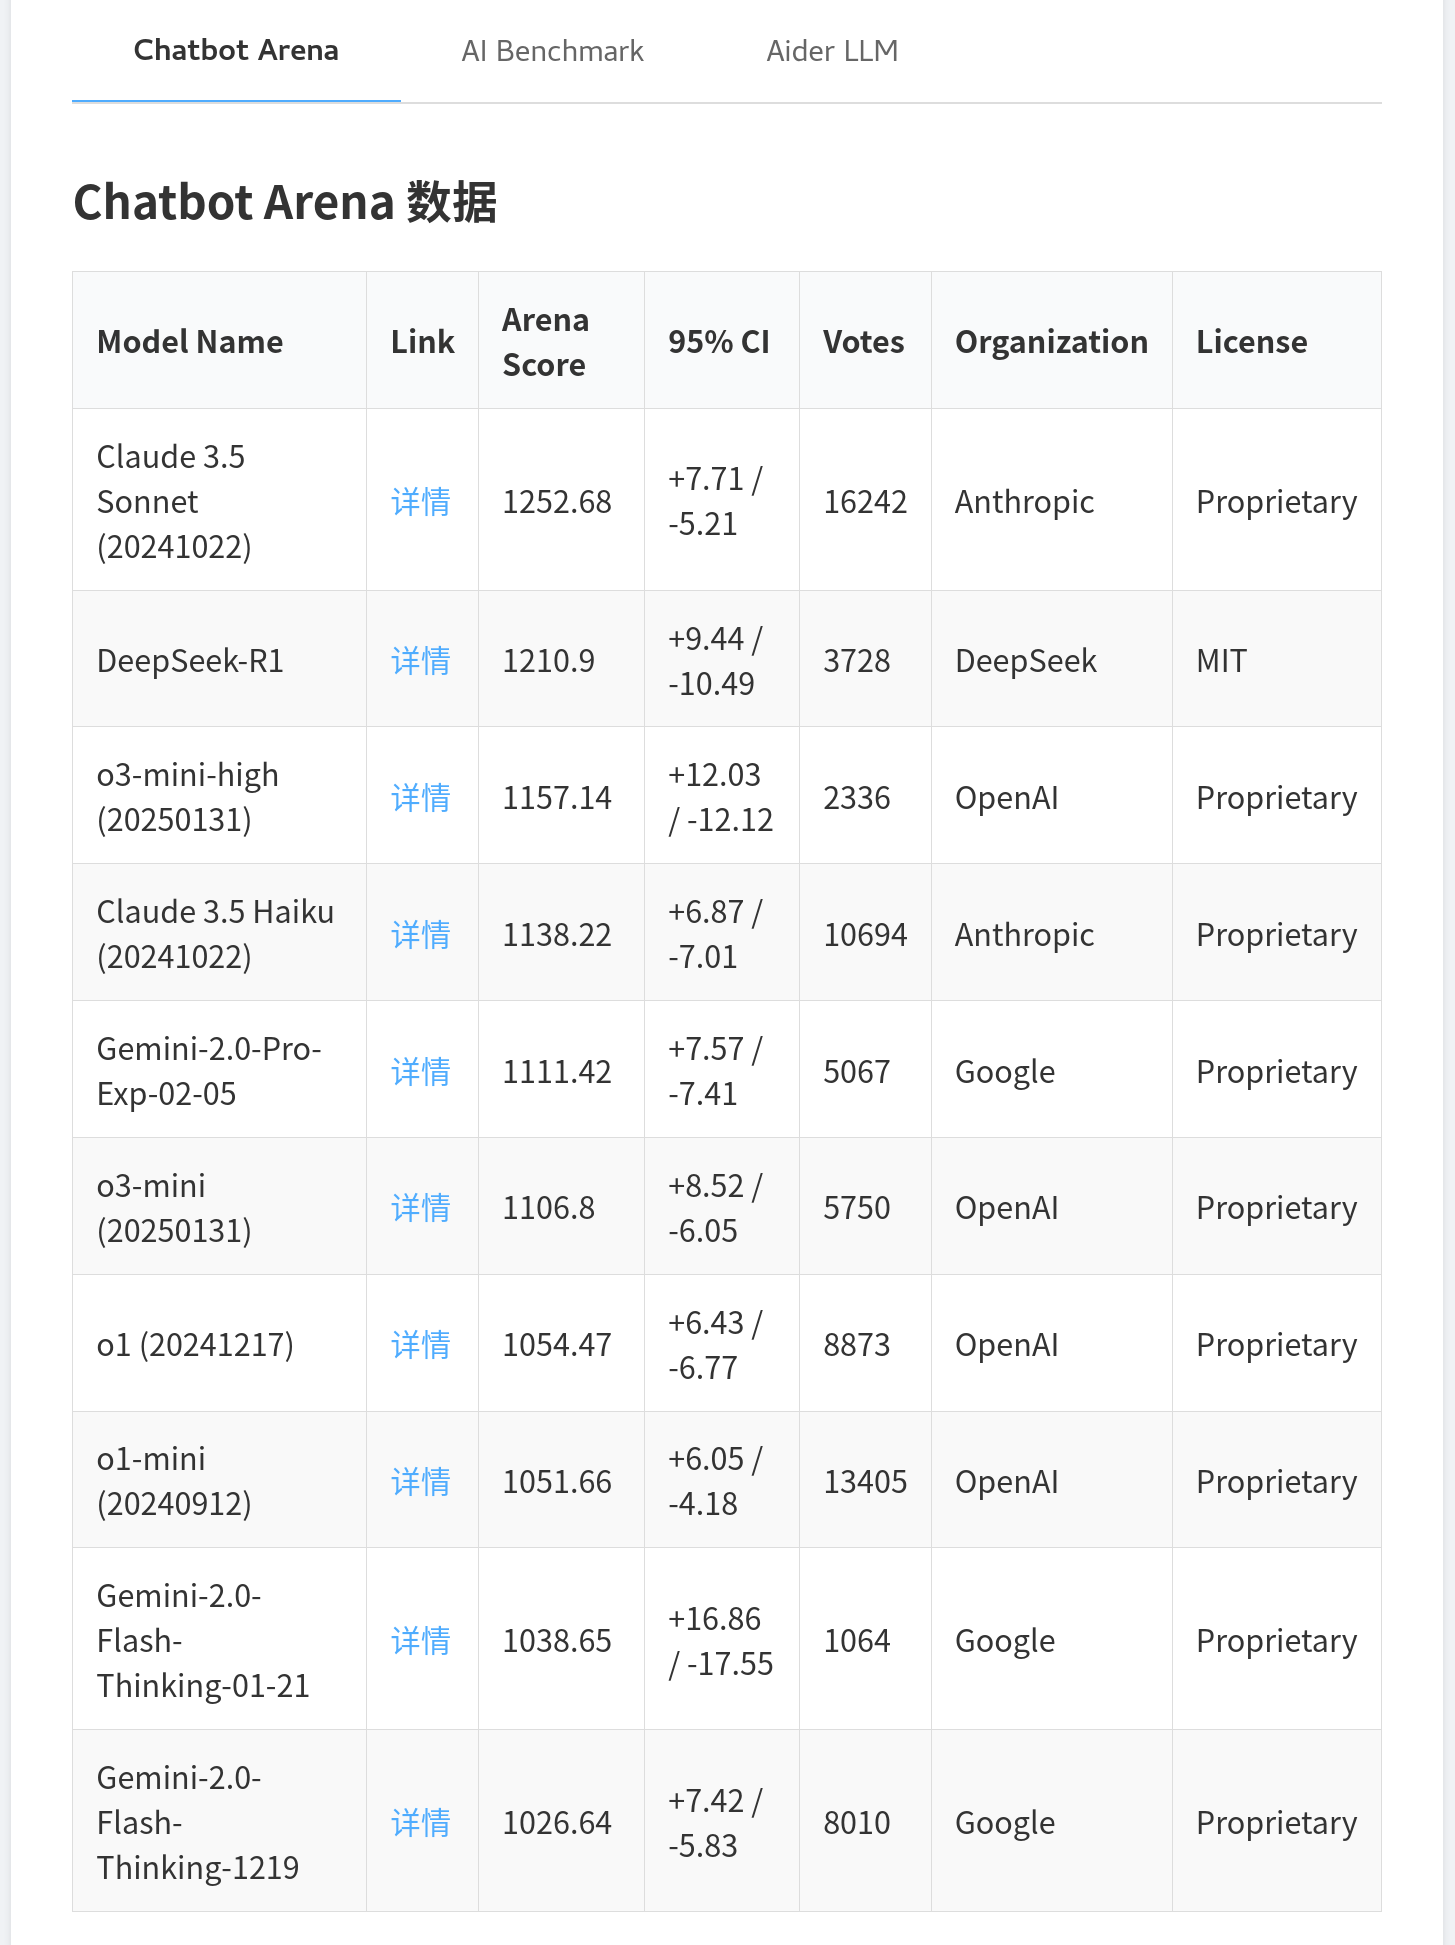 Chatbot Arena AI Benchmark Aider LLM
Chatbot Arena 数据
Model Name Link Arena Score 95% CI Votes Organization License
Claude 3.5 Sonnet (20241022) 详情 1252.68 +7.71 / -5.21 16242 Anthropic Proprietary
DeepSeek-R1 详情 1210.9 +9.44 / -10.49 3728 DeepSeek MIT
o3-mini-high (20250131) 详情 1157.14 +12.03 / -12.12 2336 OpenAI Proprietary
Claude 3.5 Haiku (20241022) 详情 1138.22 +6.87 / -7.01 10694 Anthropic Proprietary
Gemini-2.0-Pro-Exp-02-05 详情 1111.42 +7.57 / -7.41 5067 Google Proprietary
o3-mini (20250131) 详情 1106.8 +8.52 / -6.05 5750 OpenAI Proprietary
o1 (20241217) 详情 1054.47 +6.43 / -6.77 8873 OpenAI Proprietary
o1-mini (20240912) 详情 1051.66 +6.05 / -4.18 13405 OpenAI Proprietary
Gemini-2.0-Flash-Thinking-01-21 详情 1038.65 +16.86 / -17.55 1064 Google Proprietary
Gemini-2.0-Flash-Thinking-1219 详情 1026.64 +7.42 / -5.83 8010 Google Proprietary